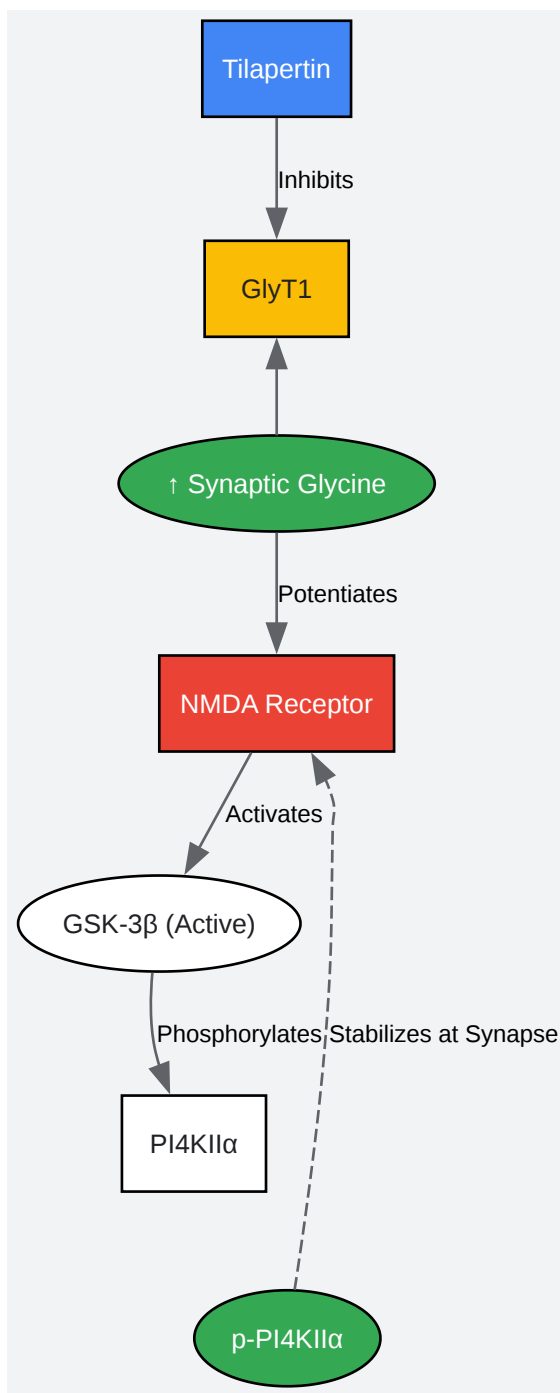 Tilapertin
Inhibits
GlyT1
↑ Synaptic Glycine
Potentiates
NMDA Receptor
Activates
GSK-3β (Active)
Phosphorylates
Stabilizes at Synapse
PI4KIIα
p-PI4KIIα